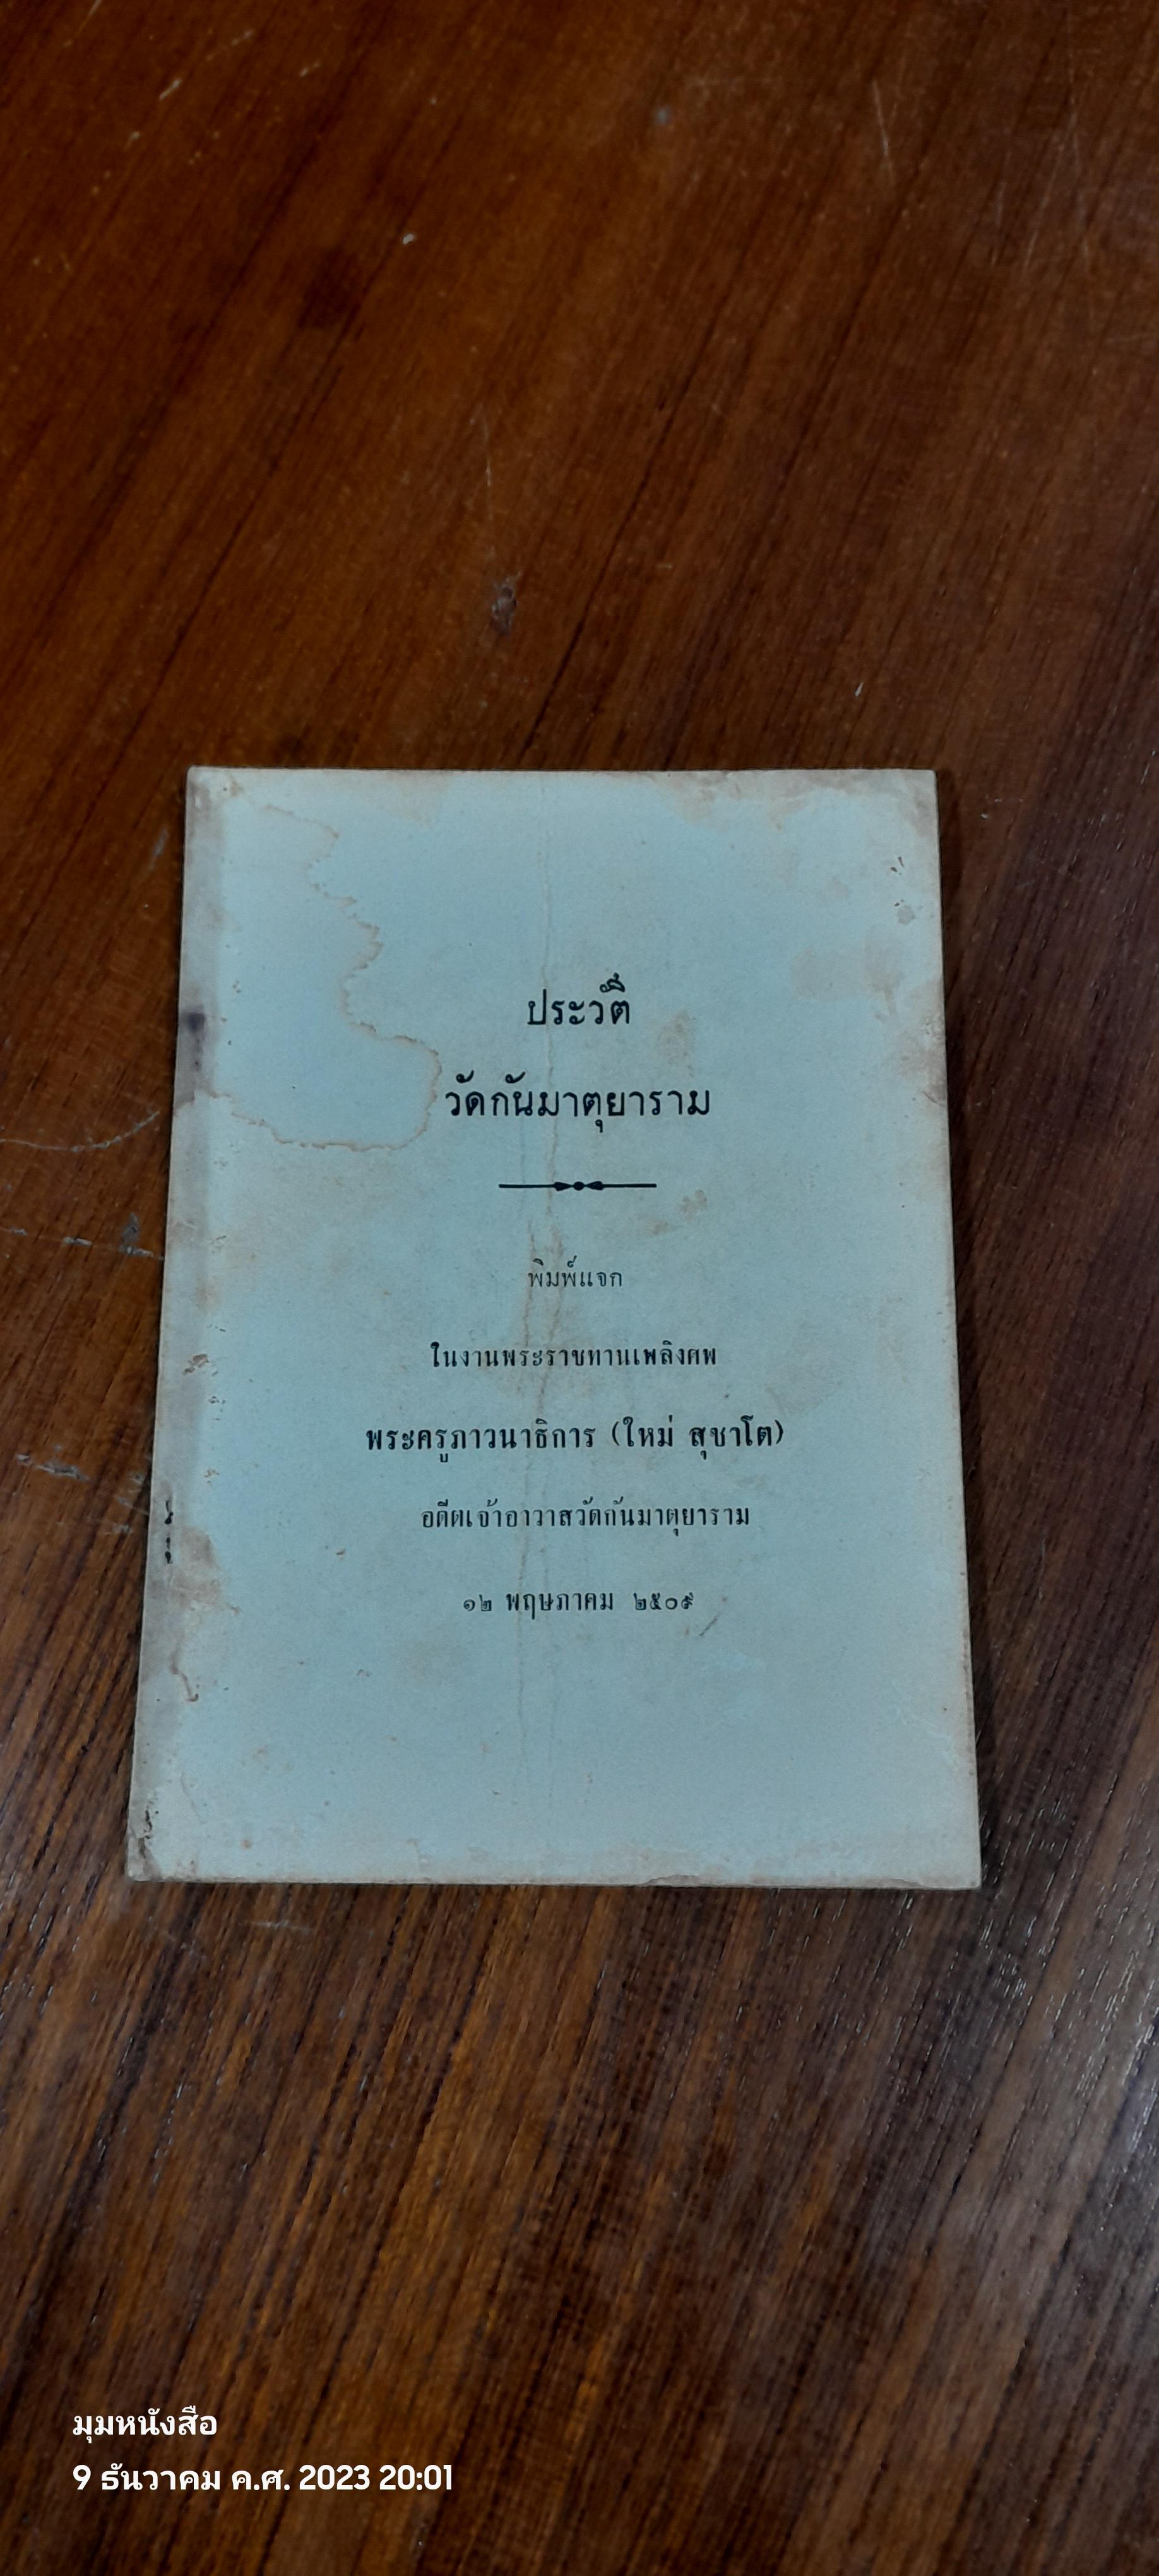 ประวัติ
วัดกันมาตุยาราม
พิมพ์แจก
ในงานพระราชทานเพลิงศพ
พระครูภาวนาธิการ (ใหม่ สุชาโต)
อดีตเจ้าอาวาสวัดกันมาตุยาราม
๑๒ พฤษภาคม ๒๕๐๙
มุมหนังสือ
9 ธันวาคม ค.ศ. 2023 20:01